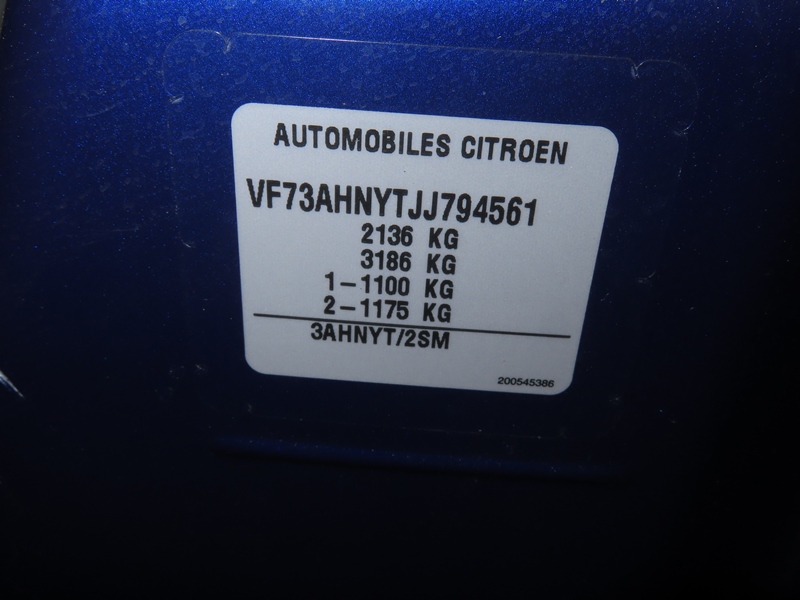 AUTOMOBILES CITROEN
VF73AHNYTJJ794561
2136 KG
3186 KG
1-1100 KG
2-1175 KG
3AHNYT/2SM
200545386